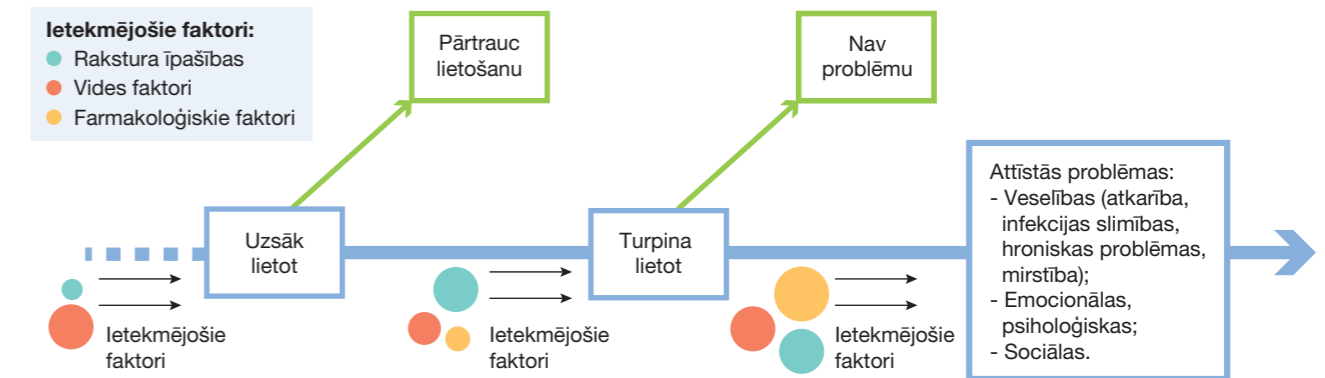 Ietekmējošie faktori:
Rakstura īpašības
Vides faktori
Farmakoloģiskie faktori
Pārtrauc
lietošanu
Nav
problēmu
Uzsāk
lietot
Turpina
lietot
Attīstās problēmas:
- Veselības (atkarība,
infekcijas slimības,
hroniskas problēmas,
mirstība);
- Emocionālas,
psiholoģiskas;
- Sociālas.
Ietekmējošie
faktori
Ietekmējošie
faktori
Ietekmējošie
faktori